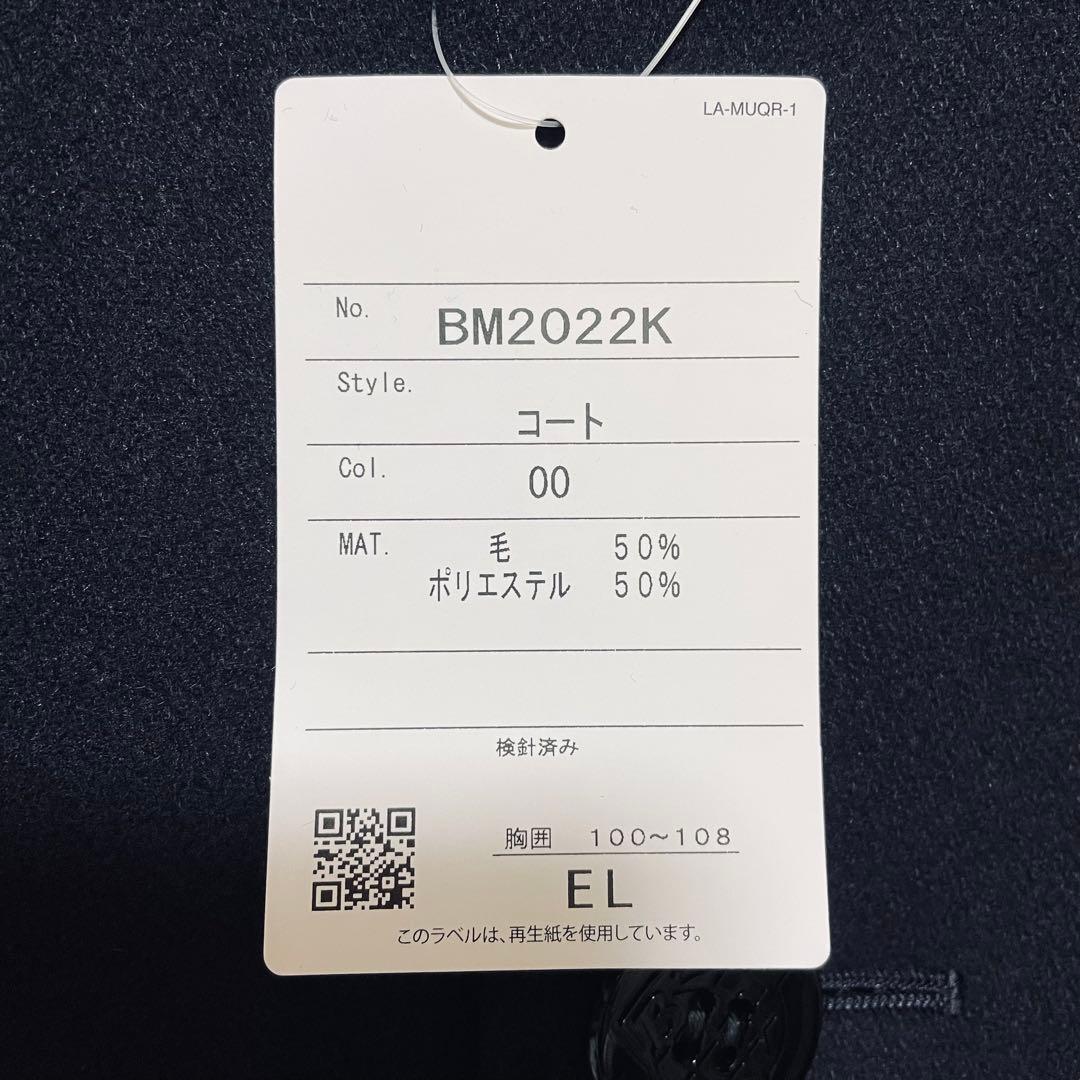 LA-MUQR-1
No. BM2022K
Style. コート
Col. 00
MAT. 毛 50%
ポリエステル 50%
検針済み
胸囲 100~108
EL
このラベルは、再生紙を使用しています。